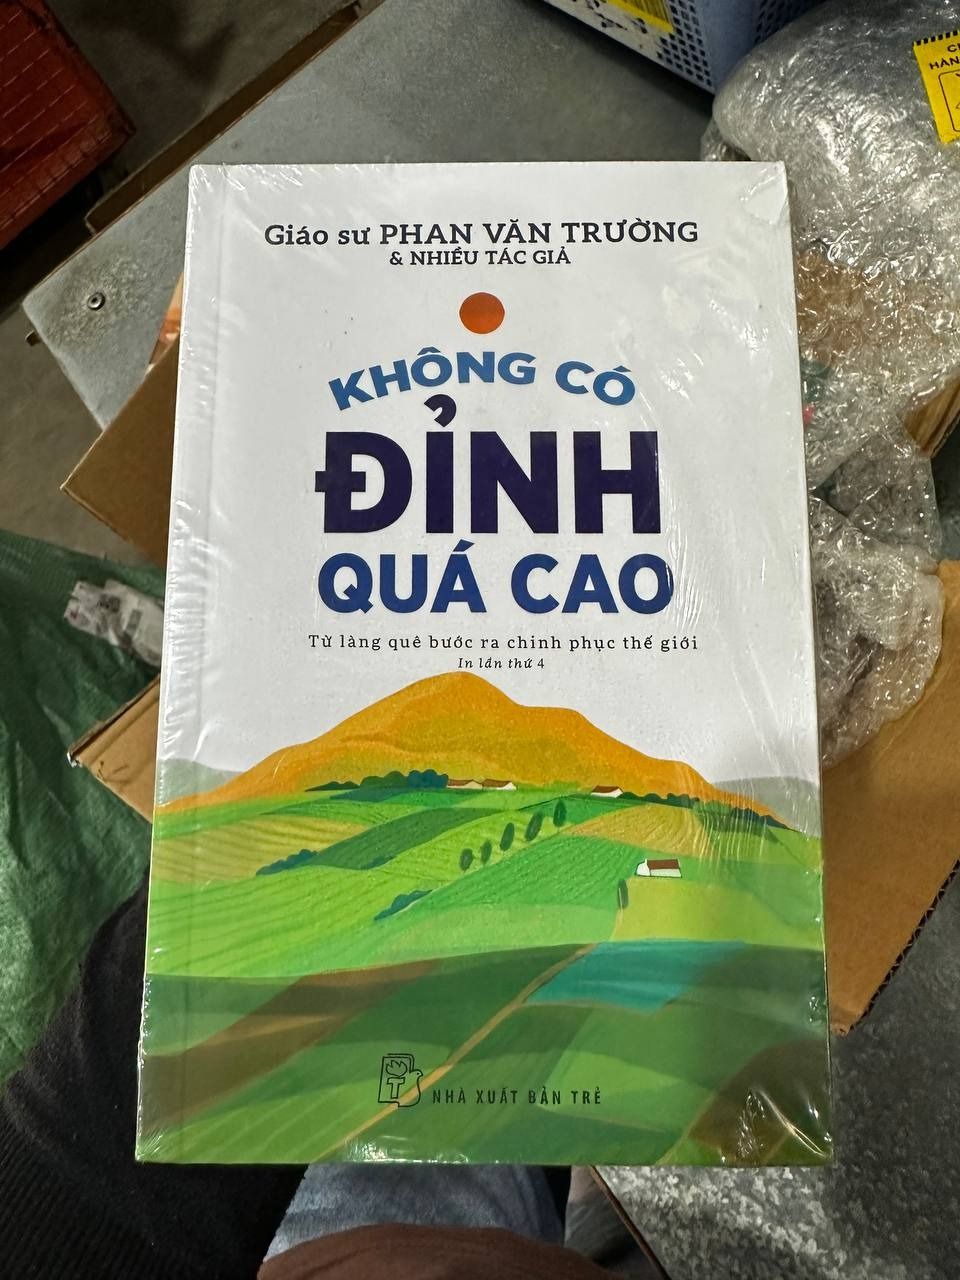 Giáo sư PHAN VĂN TRƯỜNG
& NHIỀU TÁC GIẢ
KHÔNG CÓ
ĐỈNH
QUÁ CAO
Từ làng quê bước ra chinh phục thế giới
In lần thứ 4
T
NHÀ XUẤT BẢN TRẺ